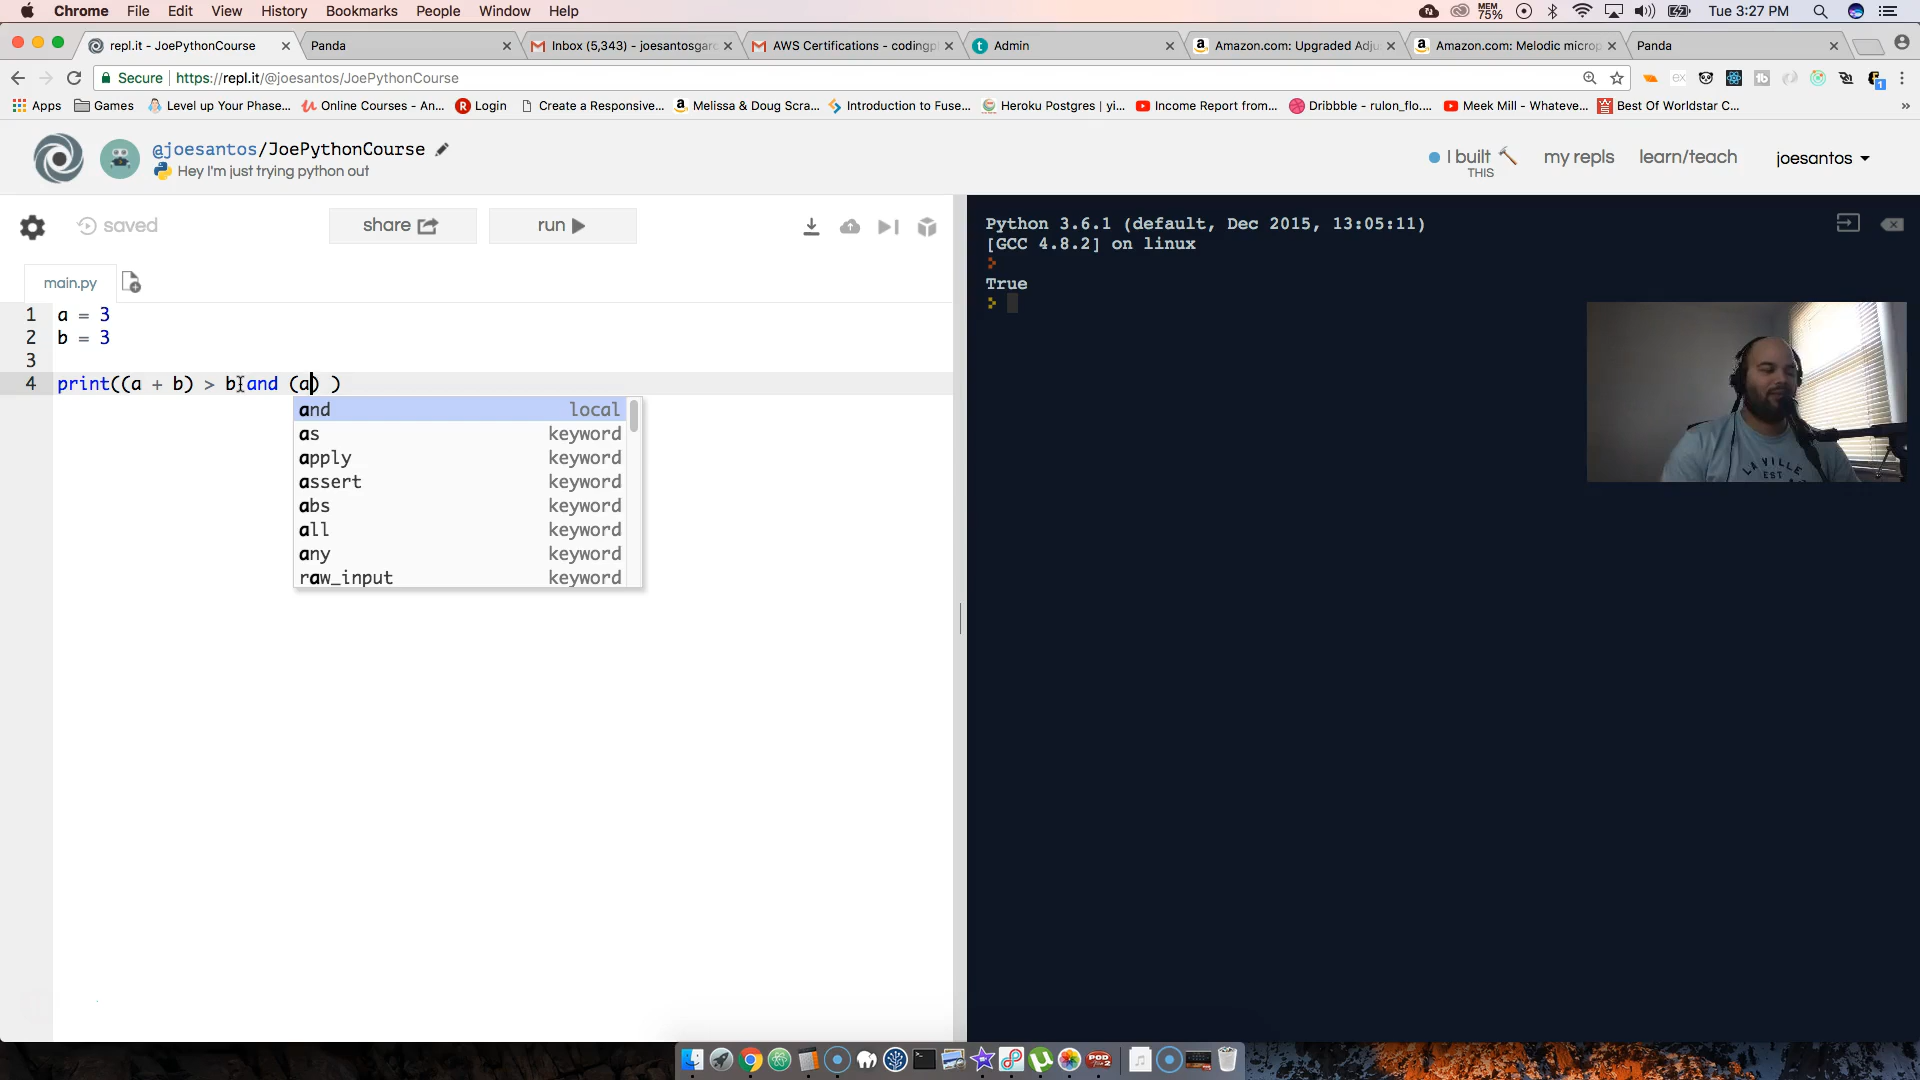 Chrome File Edit View History Bookmarks People Window Help MEM 75% Tue 3:27 PM
repl.it - JoePythonCourse Panda Inbox (5,343) - joesantosgar AWS Certifications - codingpl Admin Amazon.com: Upgraded Adju Amazon.com: Melodic microp Panda
Secure https://repl.it/@joesantos/JoePythonCourse
Apps Games Level up Your Phase... Online Courses - An... Login Create a Responsive... Melissa & Doug Scra... Introduction to Fuse... Heroku Postgres | yi... Income Report from... Dribbble - rulon_flo.... Meek Mill - Whateve... Best Of Worldstar C... »
@joesantos/JoePythonCourse
Hey I'm just trying python out
I built THIS my repls learn/teach joesantos
saved share run
main.py
1 a = 3
2 b = 3
3
4 print((a + b) > b and (a) )
and local
as keyword
apply keyword
assert keyword
abs keyword
all keyword
any keyword
raw_input keyword
Python 3.6.1 (default, Dec 2015, 13:05:11)
[GCC 4.8.2] on linux
True
LA VILLE
EST